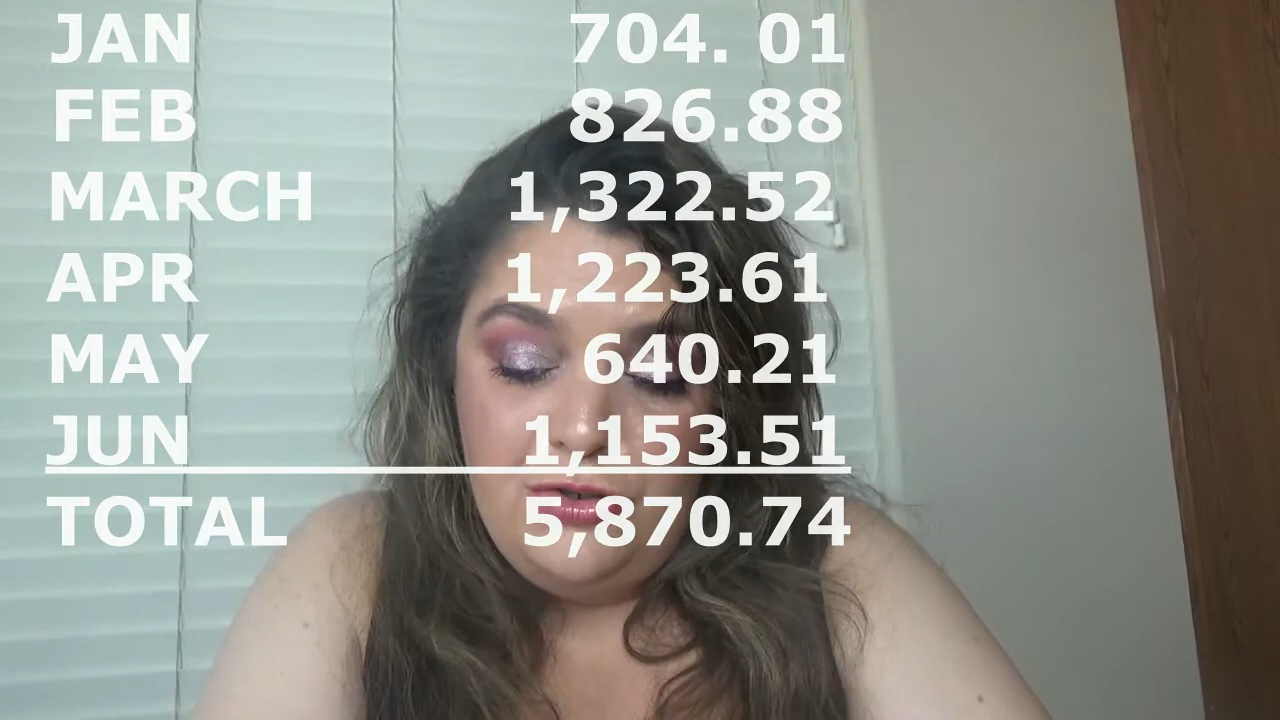 JAN 704. 01
FEB 826.88
MARCH 1,322.52
APR 1,223.61
MAY 640.21
JUN 1,153.51
TOTAL 5,870.74